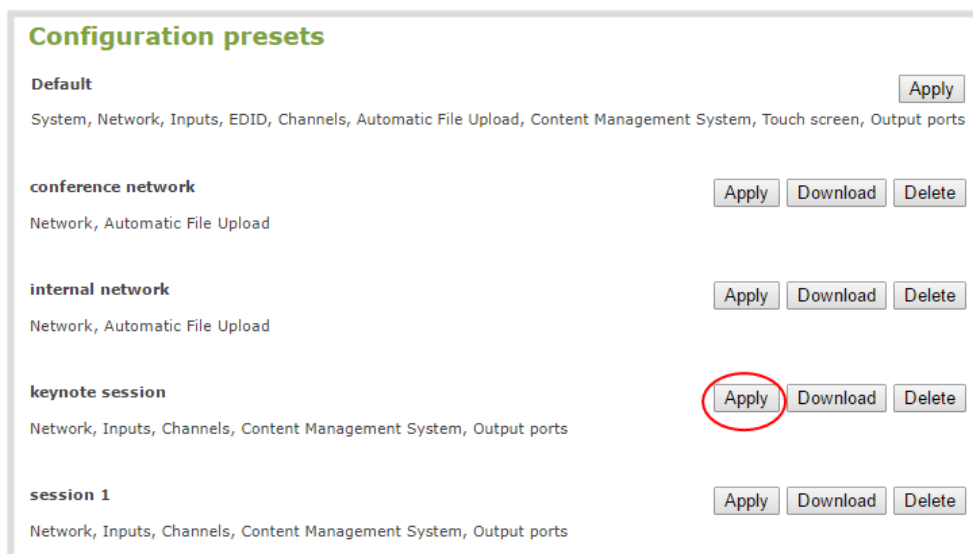 Configuration presets
Default
Apply
System, Network, Inputs, EDID, Channels, Automatic File Upload, Content Management System, Touch screen, Output ports
conference network
Apply Download Delete
Network, Automatic File Upload
internal network
Apply Download Delete
Network, Automatic File Upload
keynote session
Apply Download Delete
Network, Inputs, Channels, Content Management System, Output ports
session 1
Apply Download Delete
Network, Inputs, Channels, Content Management System, Output ports